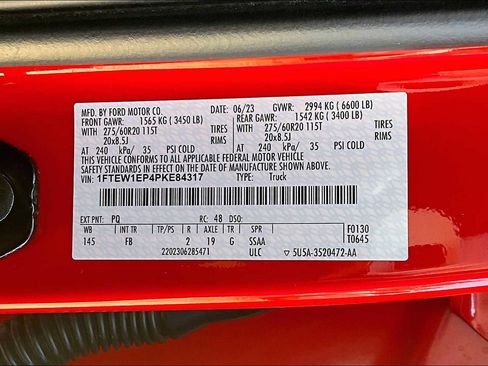 MFD. BY FORD MOTOR CO. DATE: 06/23 GVWR: 2994 KG ( 6600 LB)
FRONT GAWR: 1565 KG ( 3450 LB) REAR GAWR: 1542 KG ( 3400 LB)
WITH 275/60R20 115T TIRES WITH 275/60R20 115T TIRES
20x8.5J RIMS 20x8.5J RIMS
AT 240 kPa/ 35 PSI COLD AT 240 kPa/ 35 PSI COLD
THIS VEHICLE CONFORMS TO ALL APPLICABLE FEDERAL MOTOR VEHICLE
SAFETY STANDARDS IN EFFECT ON THE DATE OF MANUFACTURE SHOWN ABOVE.
VIN: 1FTEW1EP4PKE84317 TYPE: Truck
EXT PNT: PQ RC: 48 DSO: F0130
WB INT TR TP/PS R AXLE TR SPR T0645
145 FB 2 19 G SSAA
2202306285471 ULC 5U5A-3520472-AA